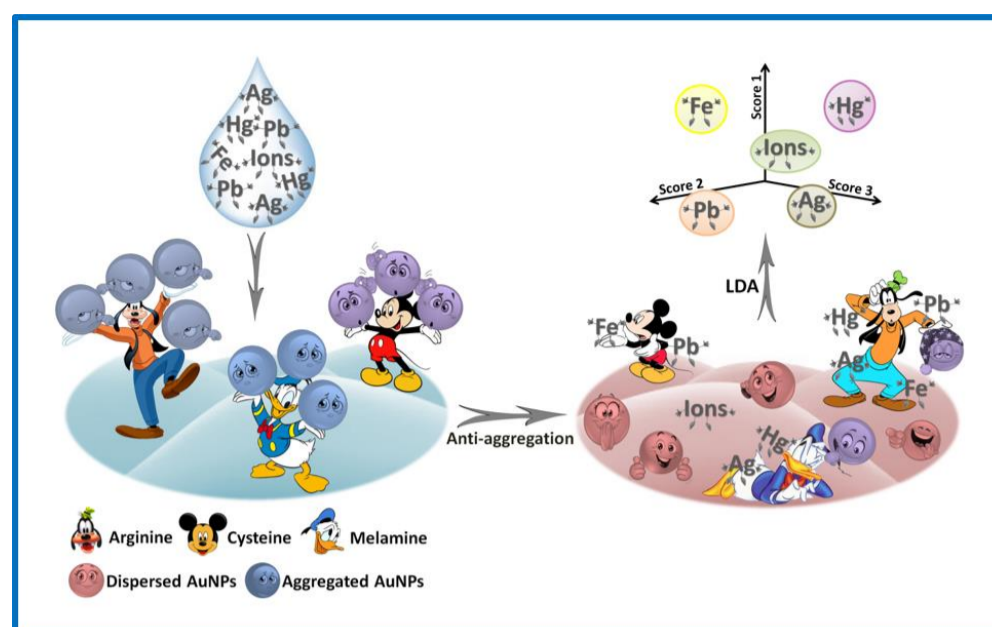 Ag
Hg Pb
Fe Ions
Pb Hg
Ag
Score 1
Fe
Hg
Ions
Score 2
Score 3
Pb
Ag
LDA
Fe
Pb
Hg
Pb
Ag
Fe
Ions
Hg
Ag
Anti-aggregation
Arginine Cysteine Melamine
Dispersed AuNPs Aggregated AuNPs